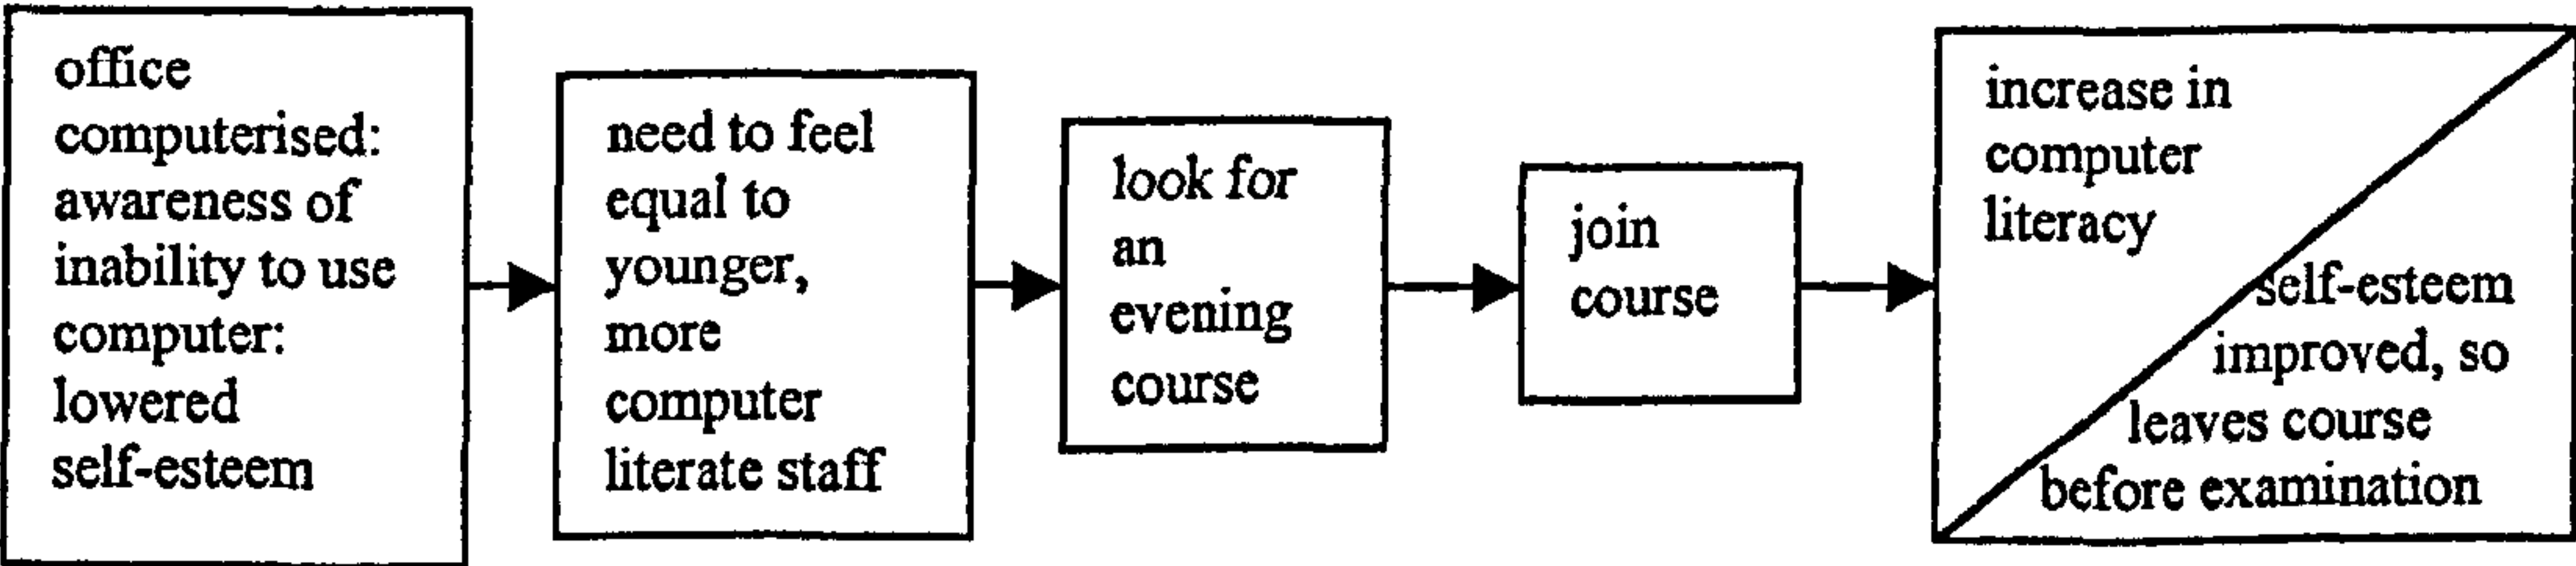 office
computerised:
awareness of
inability to use
computer:
lowered
self-esteem
need to feel
equal to
younger,
more
computer
literate staff
look for
an
evening
course
join
course
increase in
computer
literacy
self-esteem
improved, so
leaves course
before examination